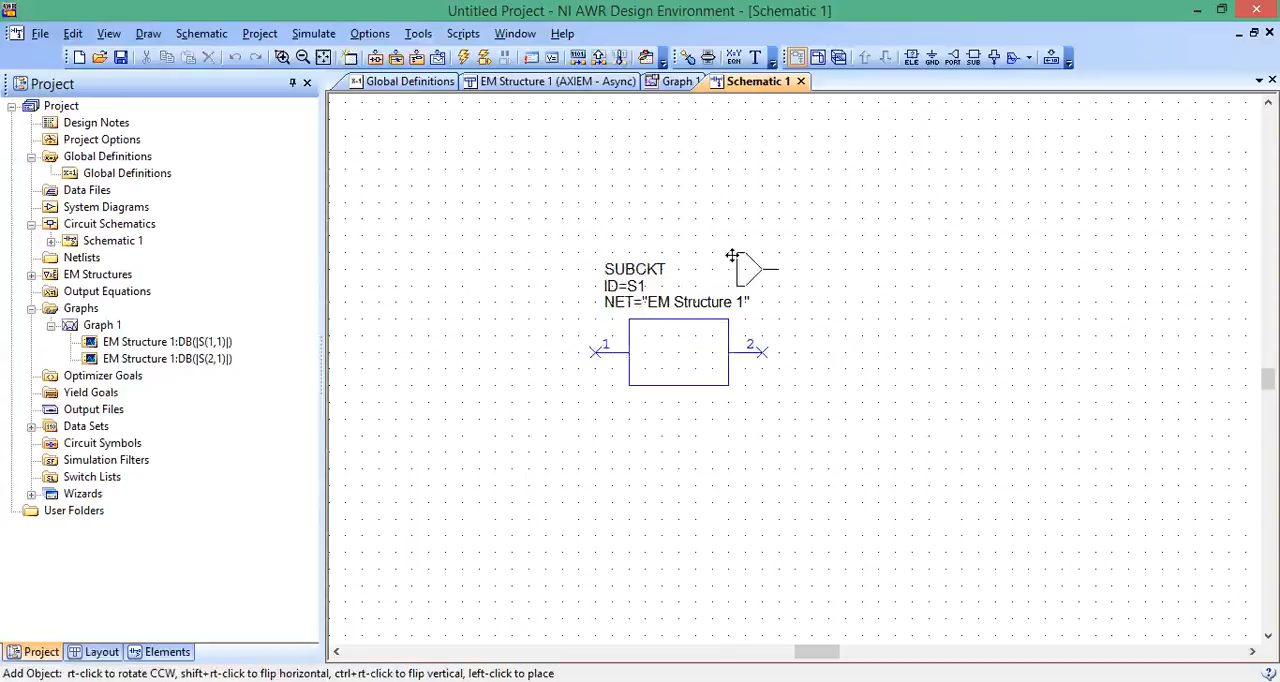 Untitled Project - NI AWR Design Environment - [Schematic 1]
File Edit View Draw Schematic Project Options Tools Simulate Scripts Window Help
X=Y
EQN
ELE GND PORT SUB
Project
Global Definitions EM Structure 1 (AXIEM - Async) Graph 1 Schematic 1
Project
Design Notes
Project Options
Global Definitions
Global Definitions
Data Files
System Diagrams
Circuit Schematics
Schematic 1
Netlists
EM Structures
Output Equations
Graphs
Graph 1
EM Structure 1:DB(|S(1,1)|)
EM Structure 1:DB(|S(2,1)|)
Optimizer Goals
Yield Goals
Output Files
Data Sets
Circuit Symbols
Simulation Filters
Switch Lists
Wizards
User Folders
SUBCKT
ID=S1
NET="EM Structure 1"
1 2
Project Layout Elements
Add Object: rt-click to rotate CCW, shift+rt-click to flip horizontal, ctrl+rt-click to flip vertical, left-click to place